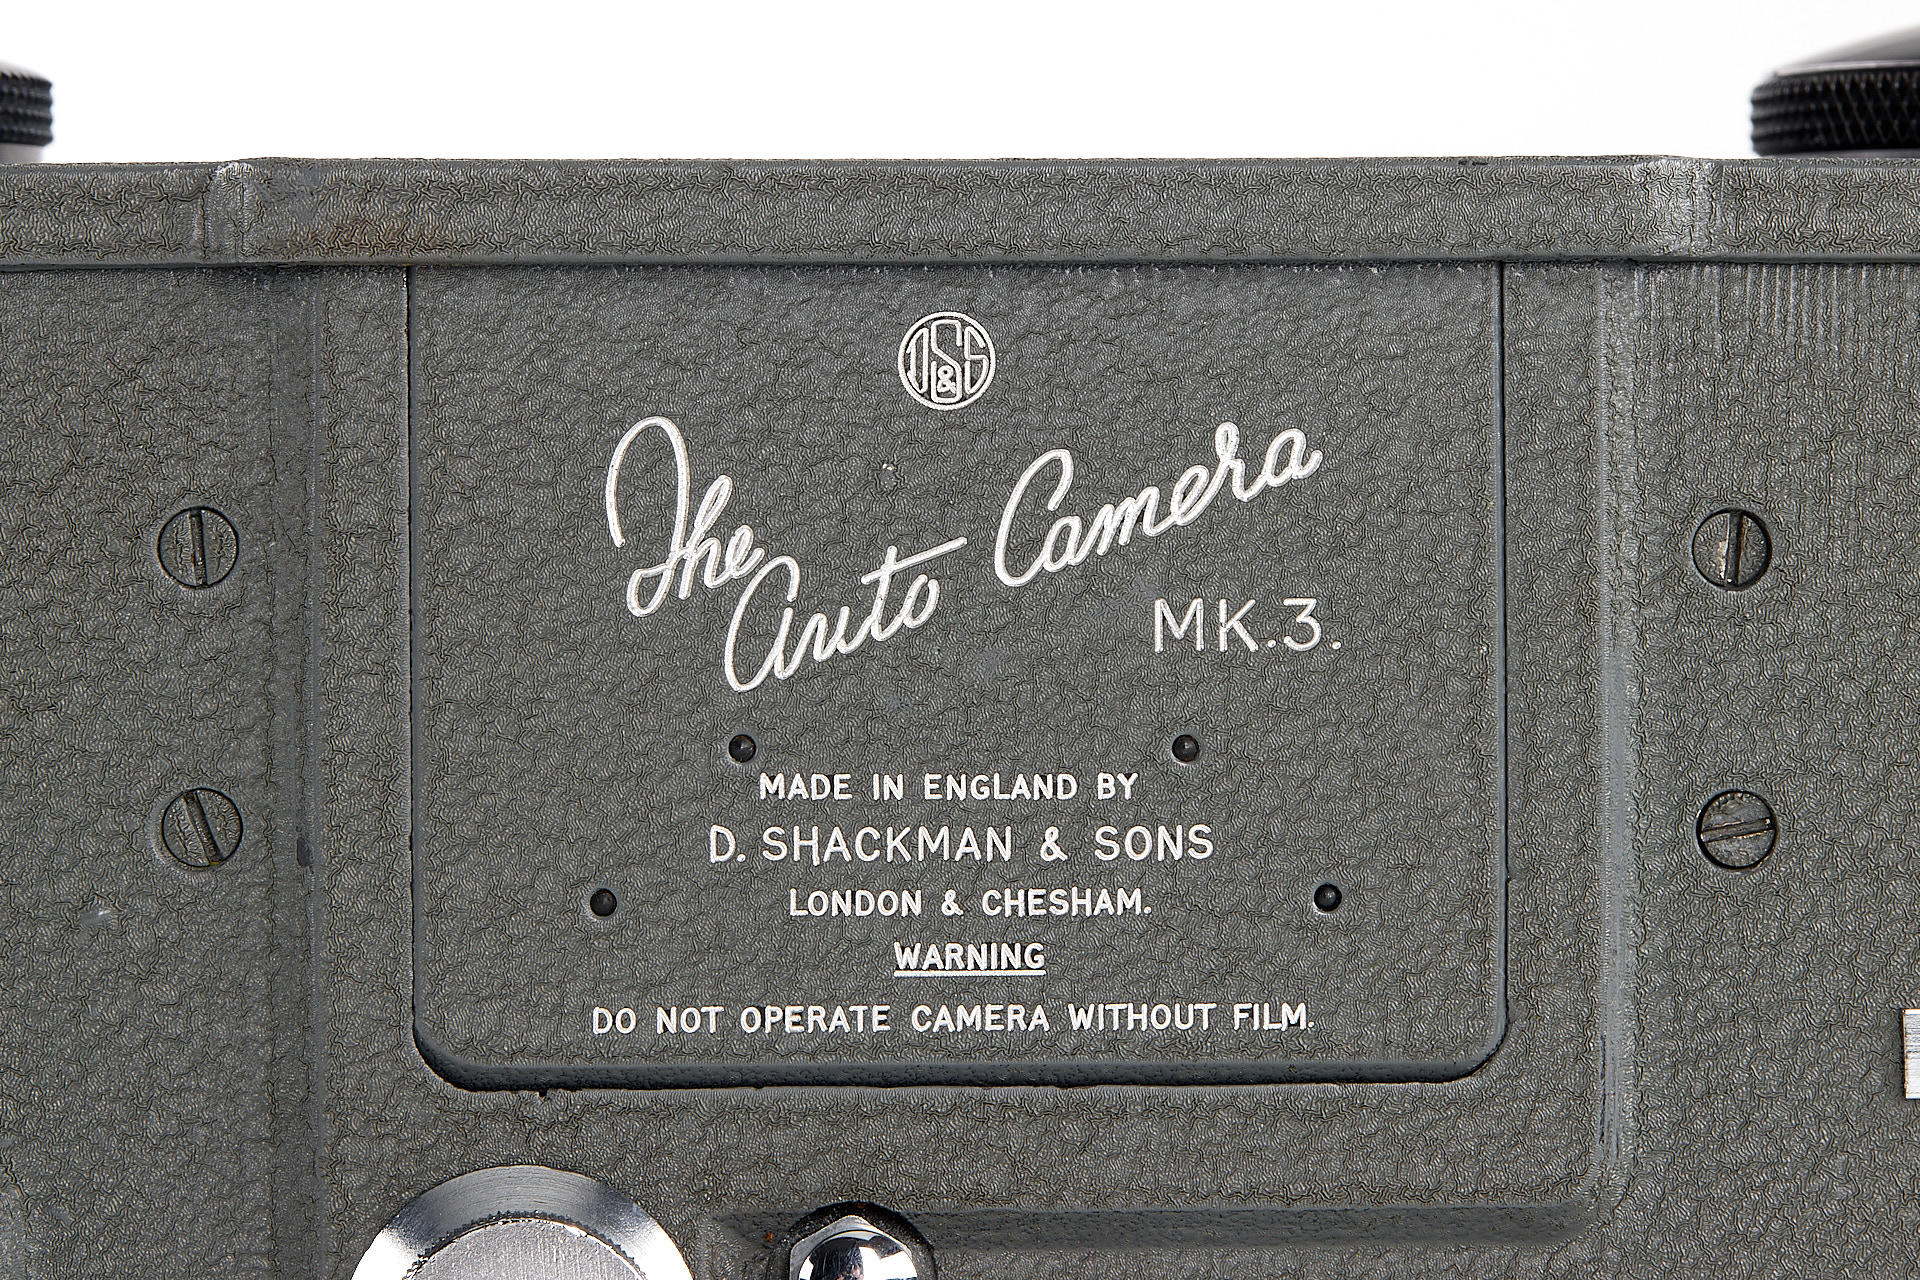 DS&S
The Auto Camera
MK.3.
MADE IN ENGLAND BY
D. SHACKMAN & SONS
LONDON & CHESHAM.
WARNING
DO NOT OPERATE CAMERA WITHOUT FILM.